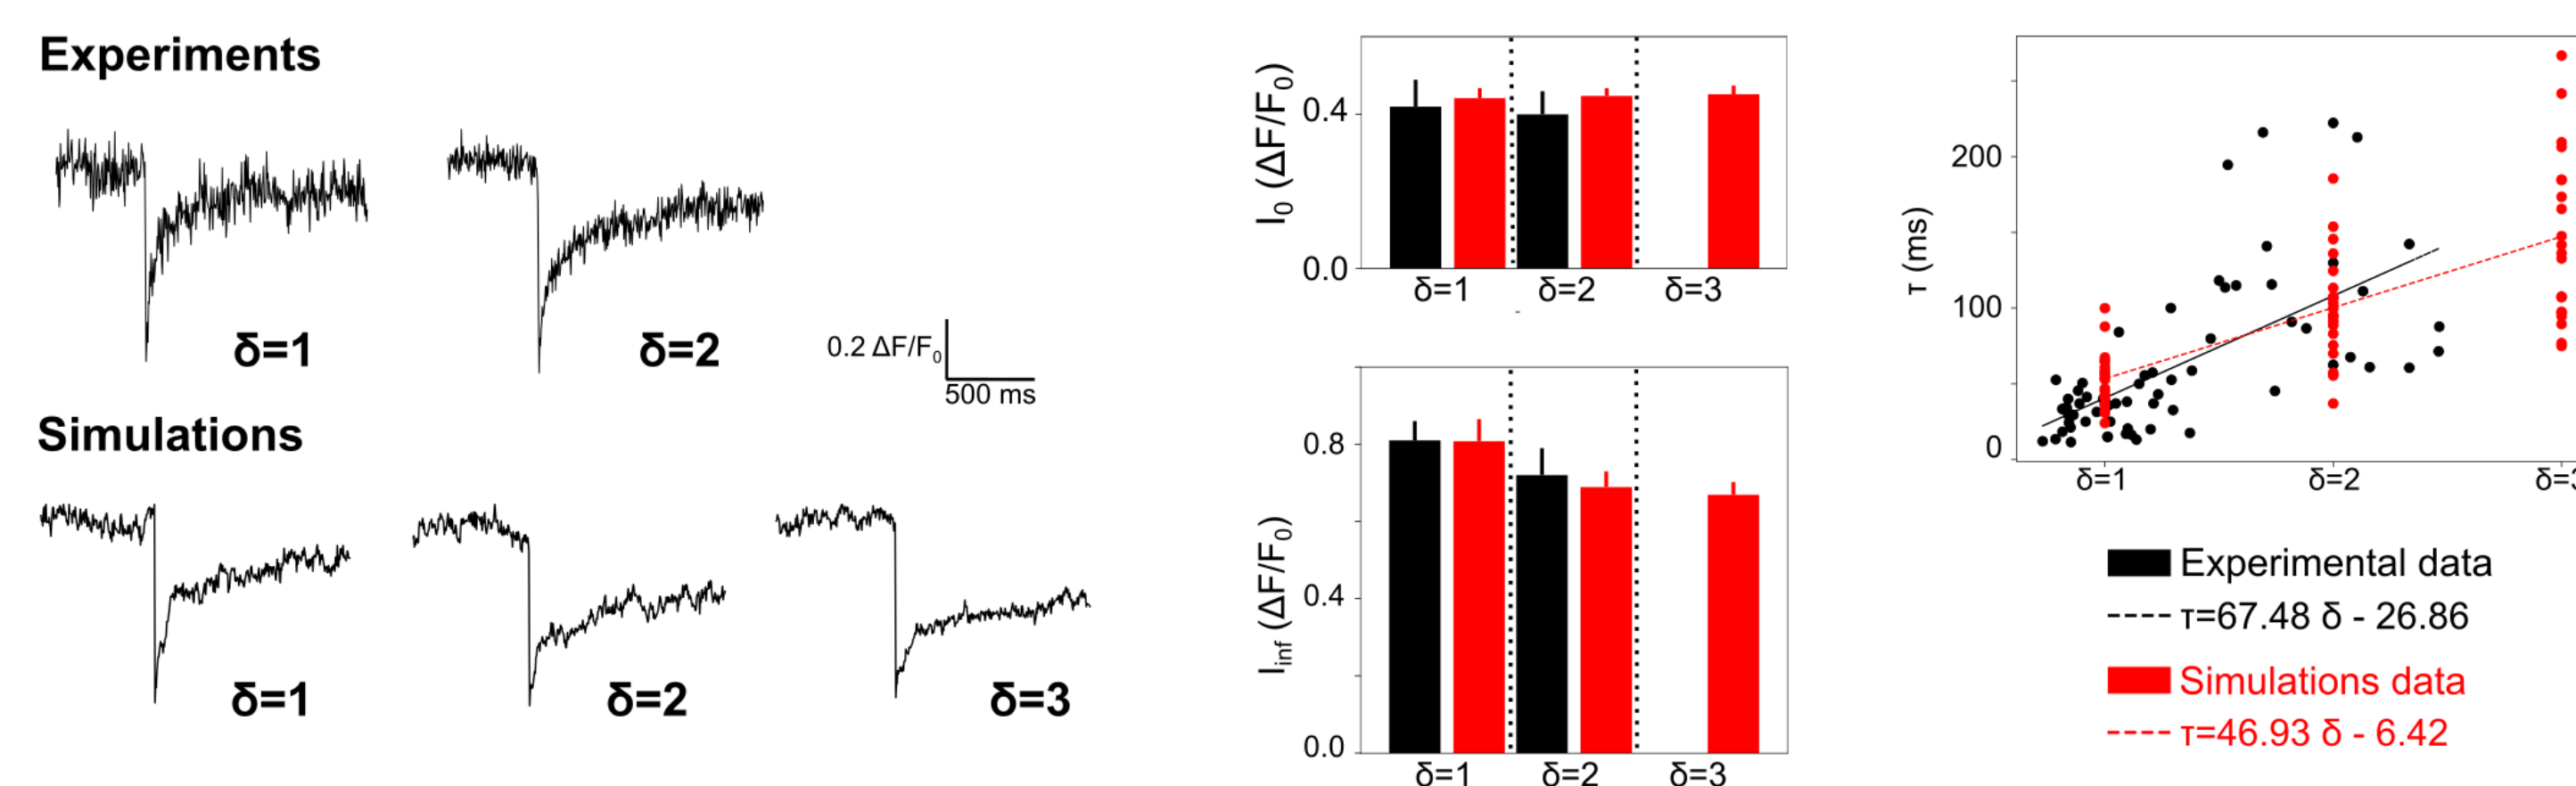 Experiments
δ=1
δ=2
0.2 ΔF/F0
500 ms
Simulations
δ=1
δ=2
δ=3
I0 (ΔF/F0)
0.4
0.0
δ=1
δ=2
δ=3
Iinf (ΔF/F0)
0.8
0.4
0.0
δ=1
δ=2
δ=3
τ (ms)
200
100
0
δ=1
δ=2
δ=3
Experimental data
τ=67.48 δ - 26.86
Simulations data
τ=46.93 δ - 6.42